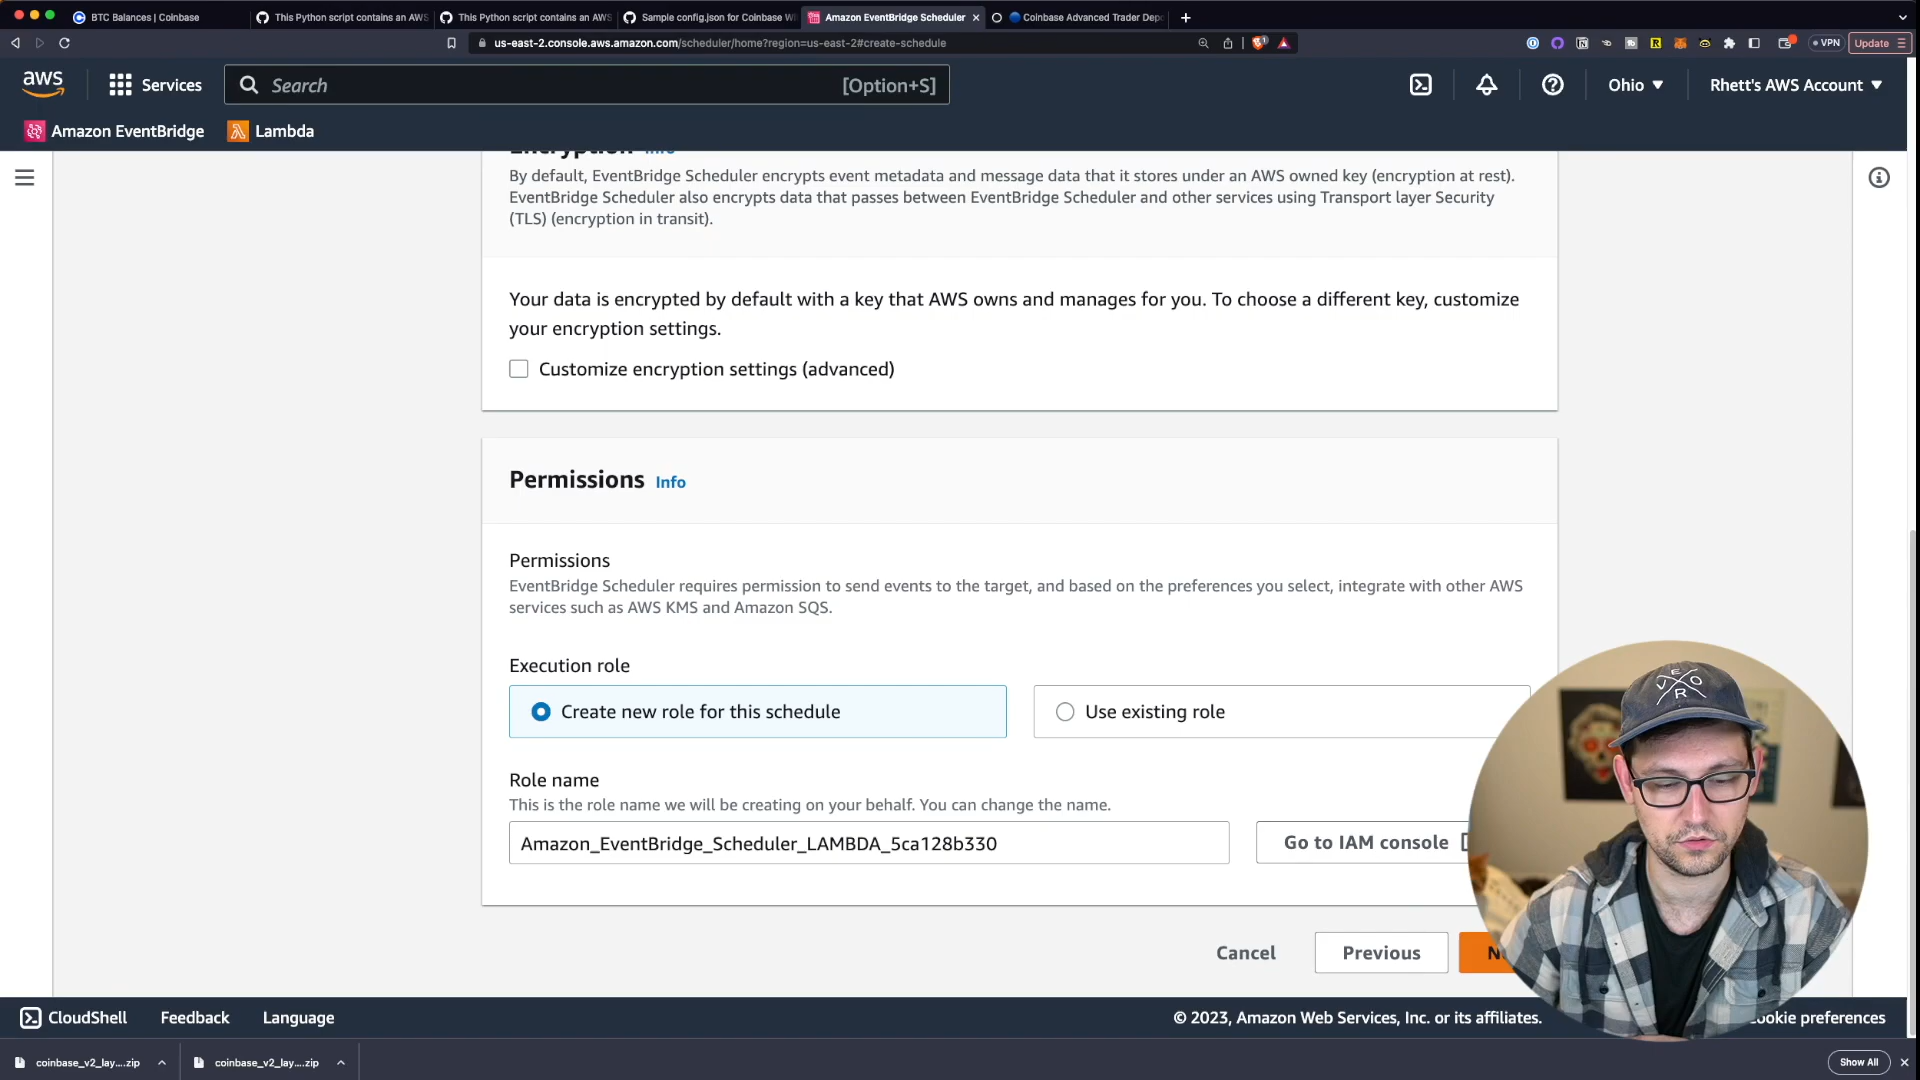 BTC Balances | Coinbase
This Python script contains an AWS
This Python script contains an AWS
Sample config.json for Coinbase Wi
Amazon EventBridge Scheduler
Coinbase Advanced Trader Depo
us-east-2.console.aws.amazon.com/scheduler/home?region=us-east-2#create-schedule
VPN
Update
aws
Services
Search
[Option+S]
Ohio
Rhett's AWS Account
Amazon EventBridge
Lambda
Encryption Info
By default, EventBridge Scheduler encrypts event metadata and message data that it stores under an AWS owned key (encryption at rest).
EventBridge Scheduler also encrypts data that passes between EventBridge Scheduler and other services using Transport layer Security
(TLS) (encryption in transit).
Your data is encrypted by default with a key that AWS owns and manages for you. To choose a different key, customize
your encryption settings.
Customize encryption settings (advanced)
Permissions Info
Permissions
EventBridge Scheduler requires permission to send events to the target, and based on the preferences you select, integrate with other AWS
services such as AWS KMS and Amazon SQS.
Execution role
Create new role for this schedule
Use existing role
Role name
This is the role name we will be creating on your behalf. You can change the name.
Amazon_EventBridge_Scheduler_LAMBDA_5ca128b330
Go to IAM console
Cancel
Previous
CloudShell
Feedback
Language
© 2023, Amazon Web Services, Inc. or its affiliates.
Cookie preferences
coinbase_v2_lay....zip
coinbase_v2_lay....zip
Show All